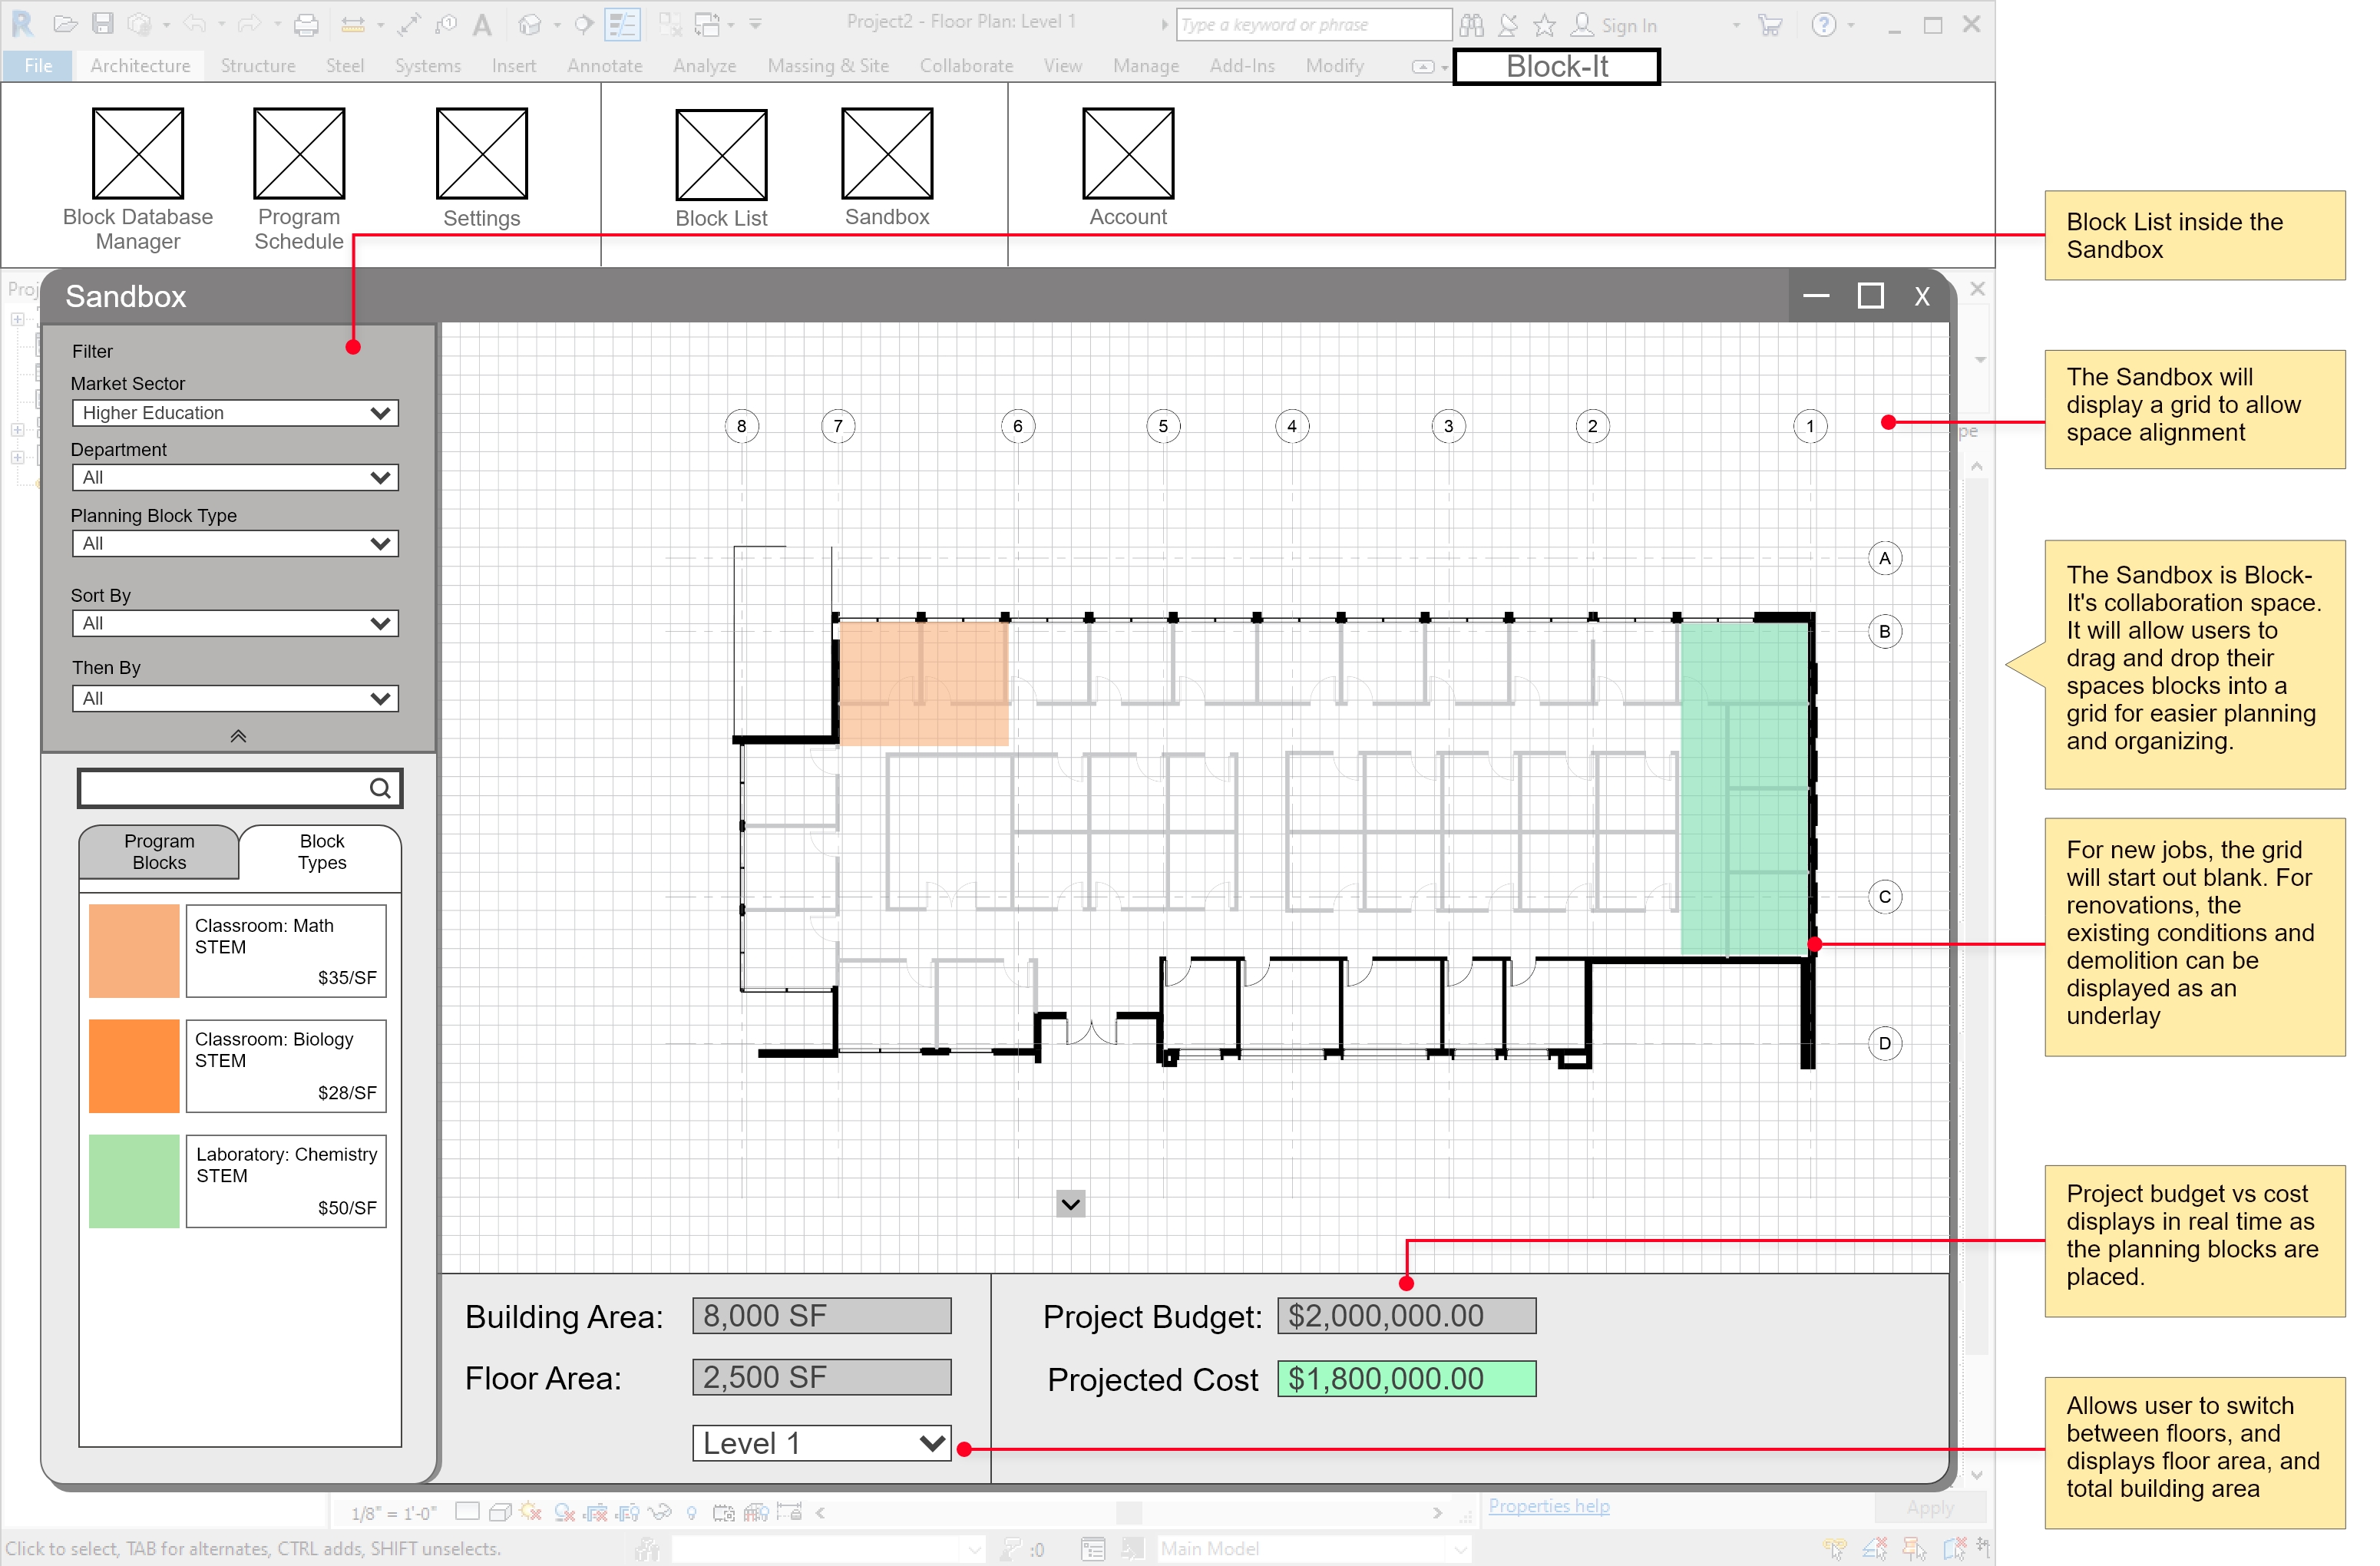 Project2 - Floor Plan: Level 1
Type a keyword or phrase
Sign In
File
Architecture
Structure
Steel
Systems
Insert
Annotate
Analyze
Massing & Site
Collaborate
View
Manage
Add-Ins
Modify
Block-It
Block Database
Manager
Program
Schedule
Settings
Block List
Sandbox
Account
Sandbox
X
Filter
Market Sector
Higher Education
Department
All
Planning Block Type
All
Sort By
All
Then By
All
Program
Blocks
Block
Types
Classroom: Math
STEM
$35/SF
Classroom: Biology
STEM
$28/SF
Laboratory: Chemistry
STEM
$50/SF
8
7
6
5
4
3
2
1
A
B
C
D
Building Area:
8,000 SF
Floor Area:
2,500 SF
Level 1
Project Budget:
$2,000,000.00
Projected Cost
$1,800,000.00
Block List inside the
Sandbox
The Sandbox will
display a grid to allow
space alignment
The Sandbox is Block-
It's collaboration space.
It will allow users to
drag and drop their
spaces blocks into a
grid for easier planning
and organizing.
For new jobs, the grid
will start out blank. For
renovations, the
existing conditions and
demolition can be
displayed as an
underlay
Project budget vs cost
displays in real time as
the planning blocks are
placed.
Allows user to switch
between floors, and
displays floor area, and
total building area
1/8" = 1'-0"
Properties help
Apply
Click to select, TAB for alternates, CTRL adds, SHIFT unselects.
:0
Main Model